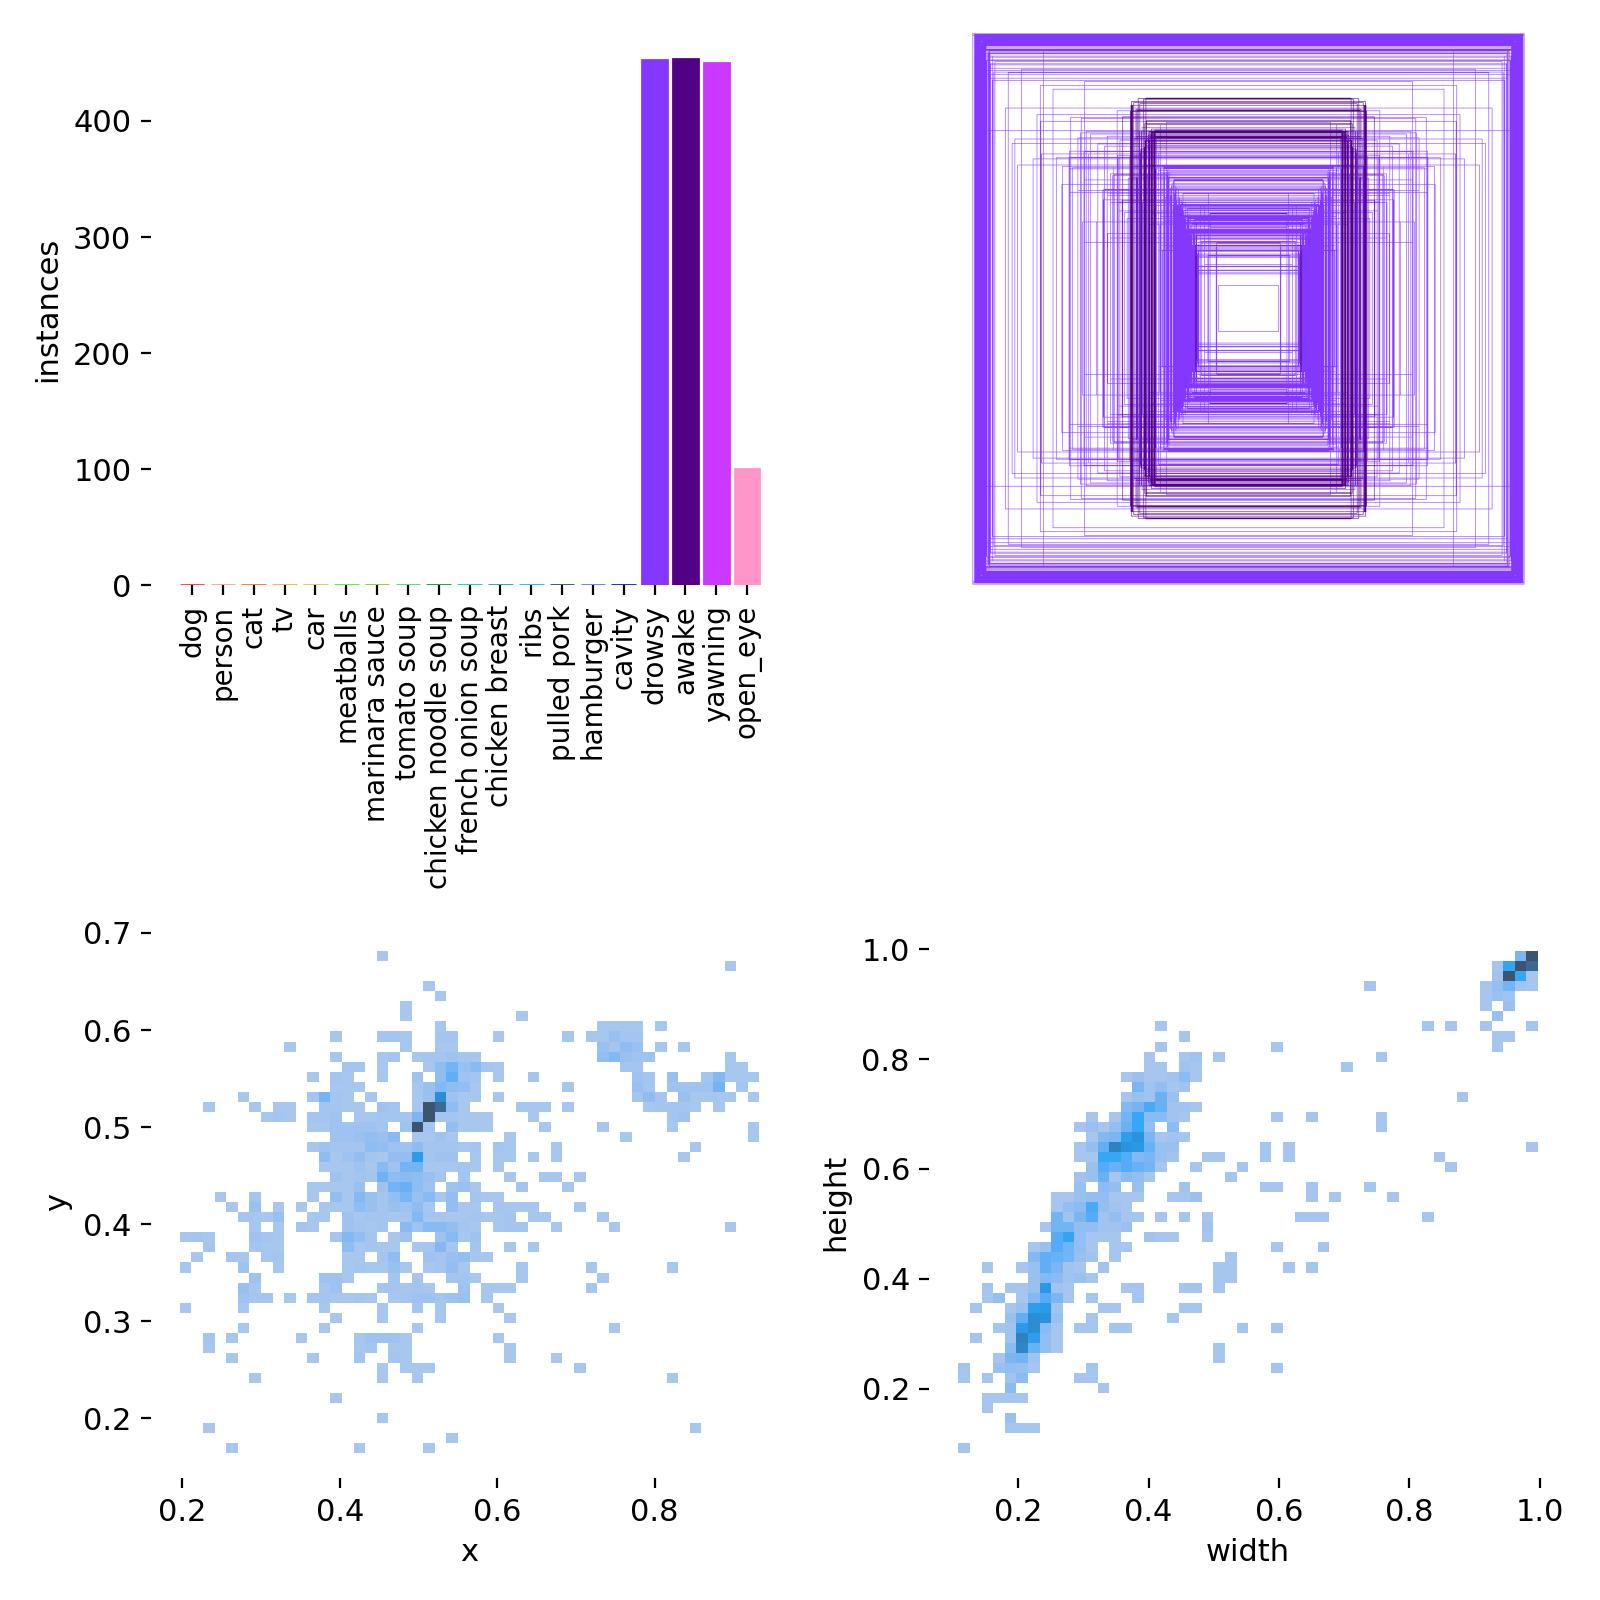 instances
400
300
200
100
0
dog
person
cat
tv
car
meatballs
marinara sauce
tomato soup
chicken noodle soup
french onion soup
chicken breast
ribs
pulled pork
hamburger
cavity
drowsy
awake
yawning
open_eye
y
0.7
0.6
0.5
0.4
0.3
0.2
0.2 0.4 0.6 0.8
x
height
1.0
0.8
0.6
0.4
0.2
0.2 0.4 0.6 0.8 1.0
width